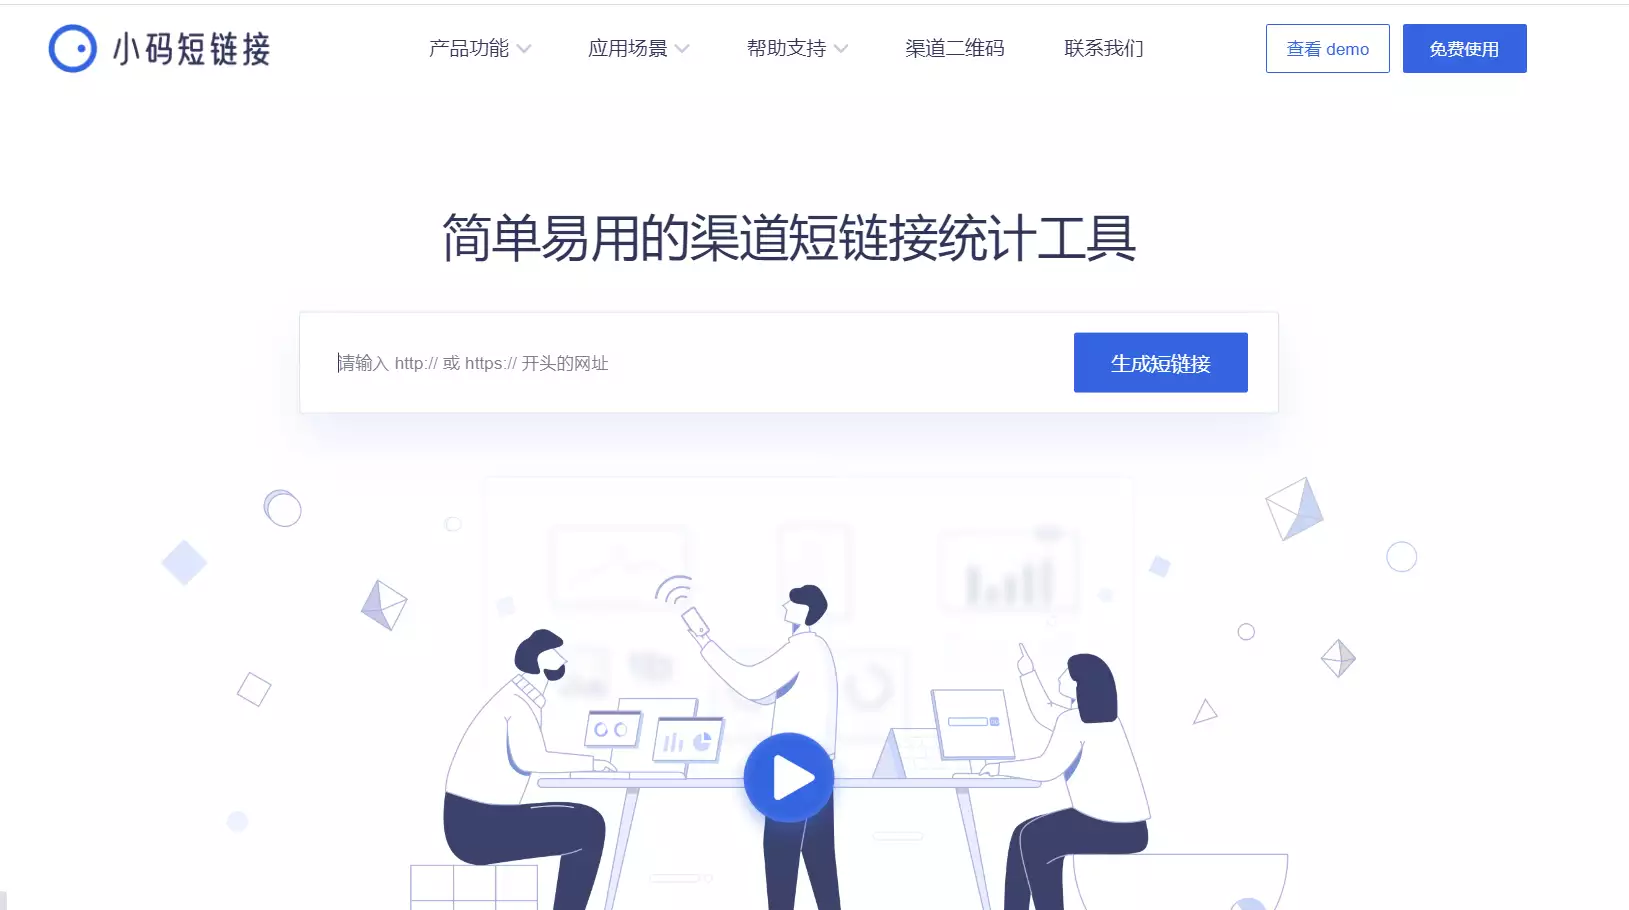 小码短链接
产品功能
应用场景
帮助支持
渠道二维码
联系我们
查看 demo
免费使用
简单易用的渠道短链接统计工具
请输入 http:// 或 https:// 开头的网址
生成短链接